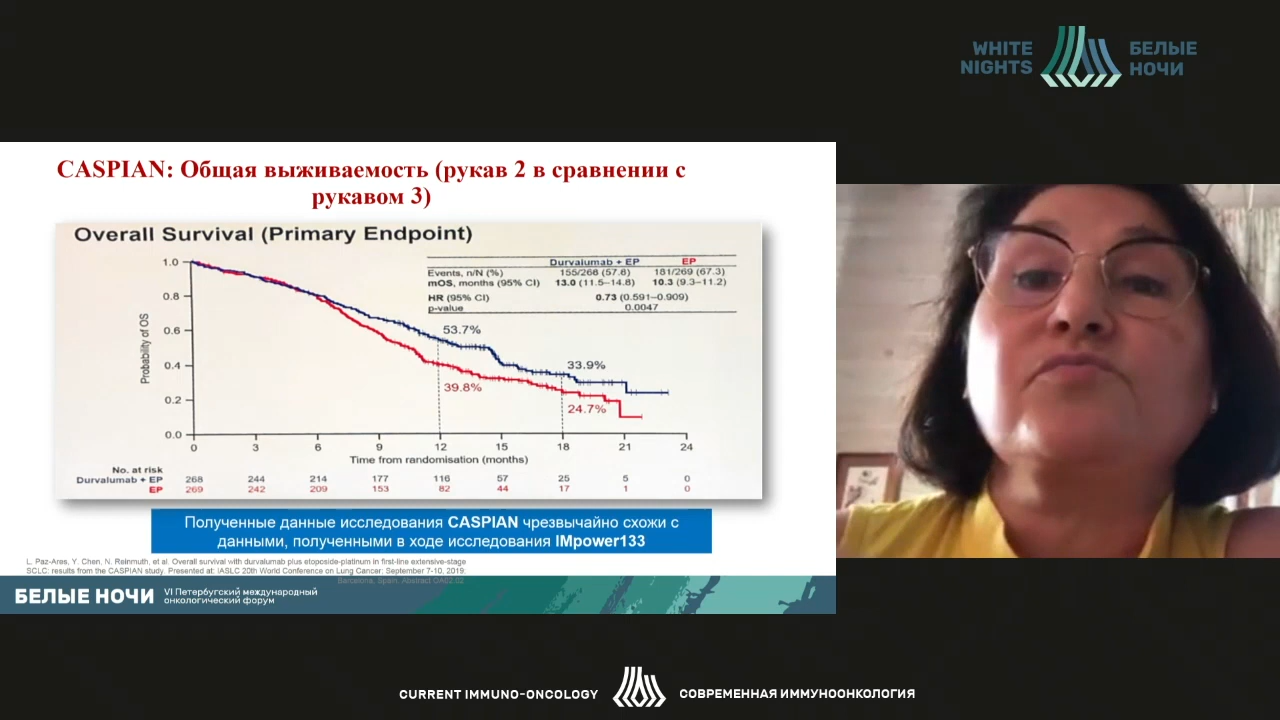 WHITE
NIGHTS
БЕЛЫЕ
НОЧИ
CASPIAN: Общая выживаемость (рукав 2 в сравнении с
рукавом 3)
Overall Survival (Primary Endpoint)
Durvalumab + EP EP
Events, n/N (%) 155/268 (57.8) 181/269 (67.3)
mOS, months (95% CI) 13.0 (11.5–14.8) 10.3 (9.3–11.2)
HR (95% CI) 0.73 (0.591–0.909)
p-value 0.0047
Probability of OS
1.0
0.8
0.6
0.4
0.2
0.0
53.7%
33.9%
39.8%
24.7%
0 3 6 9 12 15 18 21 24
Time from randomisation (months)
No. at risk
Durvalumab + EP 268 244 214 177 116 57 25 5 0
EP 269 242 209 153 82 44 17 1 0
Полученные данные исследования CASPIAN чрезвычайно схожи с
данными, полученными в ходе исследования IMpower133
L. Paz-Ares, Y. Chen, N. Reinmuth, et al. Overall survival with durvalumab plus etoposide-platinum in first-line extensive-stage
SCLC: results from the CASPIAN study. Presented at: IASLC 20th World Conference on Lung Cancer; September 7-10, 2019;
Barcelona, Spain. Abstract OA02.02
БЕЛЫЕ НОЧИ
VI Петербургский международный
онкологический форум
CURRENT IMMUNO-ONCOLOGY
СОВРЕМЕННАЯ ИММУНООНКОЛОГИЯ